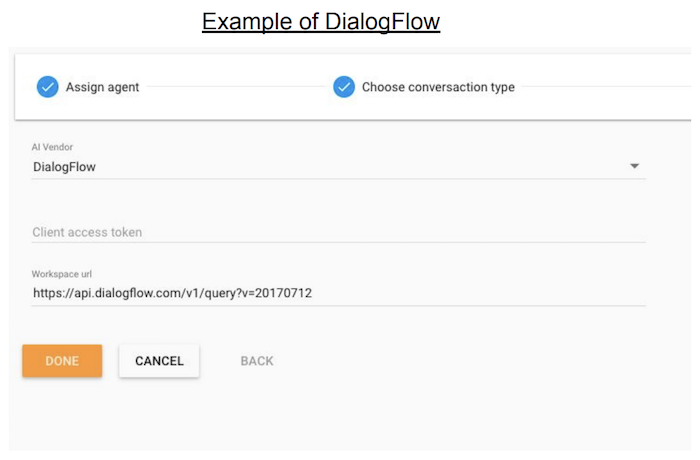 Example of DialogFlow
Assign agent
Choose conversaction type
AI Vendor
DialogFlow
Client access token
Workspace url
https://api.dialogflow.com/v1/query?v=20170712
DONE
CANCEL
BACK